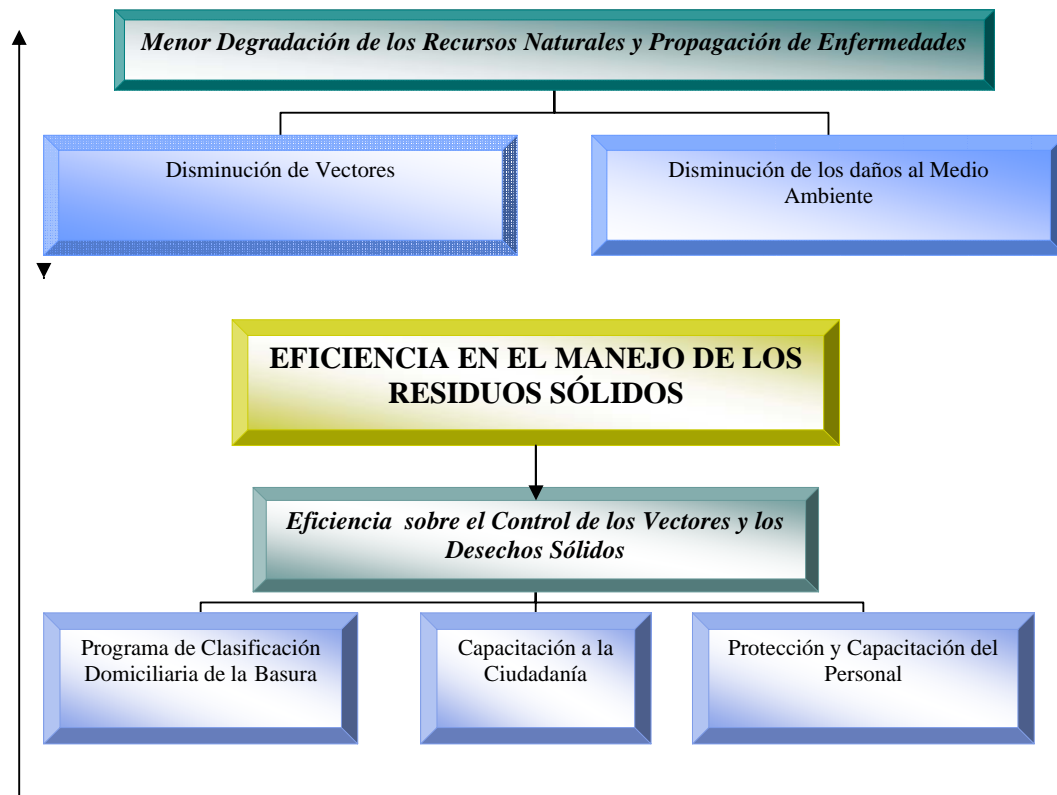 Menor Degradación de los Recursos Naturales y Propagación de Enfermedades
Disminución de Vectores
Disminución de los daños al Medio
Ambiente
EFICIENCIA EN EL MANEJO DE LOS
RESIDUOS SÓLIDOS
Eficiencia sobre el Control de los Vectores y los
Desechos Sólidos
Programa de Clasificación
Domiciliaria de la Basura
Capacitación a la
Ciudadanía
Protección y Capacitación del
Personal